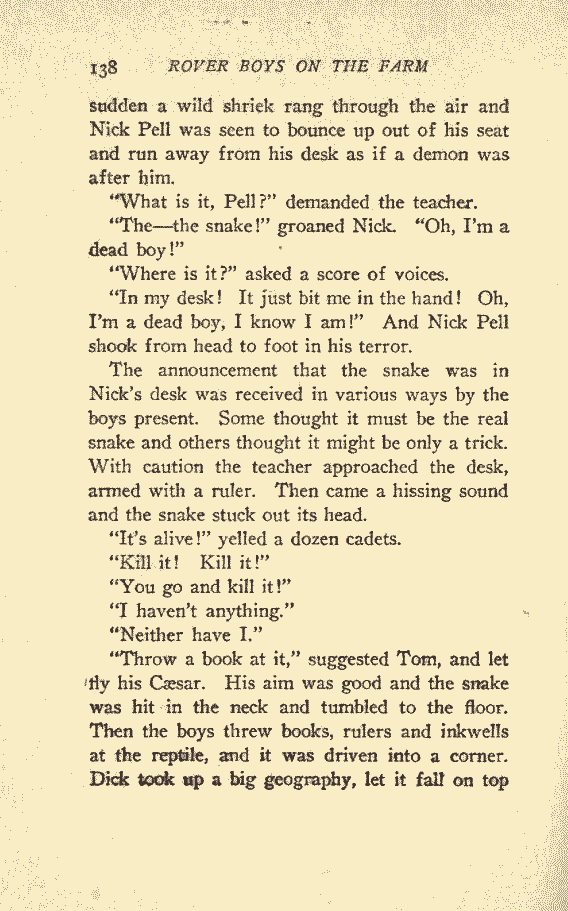 138 ROVER BOYS ON THE FARM
sudden a wild shriek rang through the air and
Nick Pell was seen to bounce up out of his seat
and run away from his desk as if a demon was
after him.
"What is it, Pell?" demanded the teacher.
"The—the snake!" groaned Nick. "Oh, I'm a
dead boy!"
"Where is it?" asked a score of voices.
"In my desk! It just bit me in the hand! Oh,
I'm a dead boy, I know I am!" And Nick Pell
shook from head to foot in his terror.
The announcement that the snake was in
Nick's desk was received in various ways by the
boys present. Some thought it must be the real
snake and others thought it might be only a trick.
With caution the teacher approached the desk,
armed with a ruler. Then came a hissing sound
and the snake stuck out its head.
"It's alive!" yelled a dozen cadets.
"Kill it! Kill it!"
"You go and kill it!"
"I haven't anything."
"Neither have I."
"Throw a book at it," suggested Tom, and let
fly his Cæsar. His aim was good and the snake
was hit in the neck and tumbled to the floor.
Then the boys threw books, rulers and inkwells
at the reptile, and it was driven into a corner.
Dick took up a big geography, let it fall on top